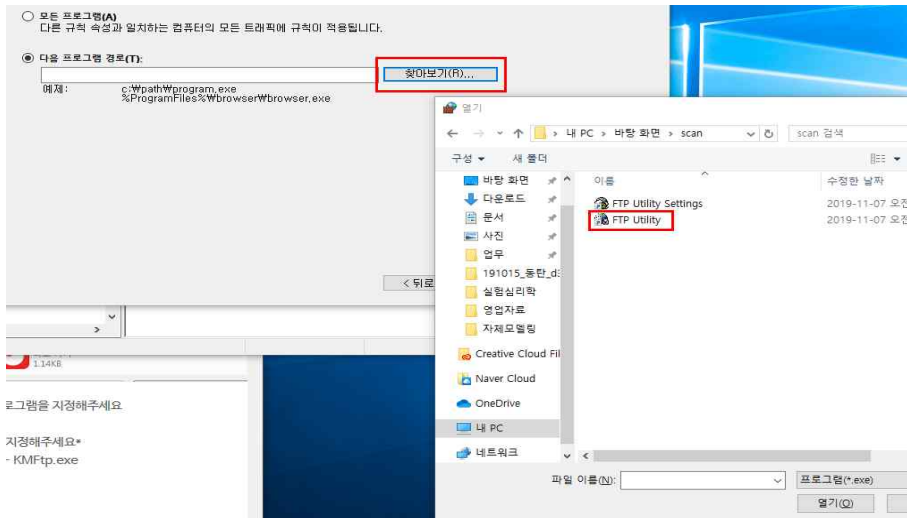 모든 프로그램(A)
다른 규칙 속성과 일치하는 컴퓨터의 모든 트래픽에 규칙이 적용됩니다.
다음 프로그램 경로(T):
찾아보기(R)...
예제: c:₩path₩program.exe
%ProgramFiles%₩browser₩browser.exe
< 뒤로
1.14KB
로그램을 지정해주세요
지정해주세요*
- KMFtp.exe
열기
내 PC > 바탕 화면 > scan
scan 검색
구성
새 폴더
이름
수정한 날짜
바탕 화면
다운로드
문서
사진
업무
191015_동탄_d
실험심리학
영업자료
자체모델링
Creative Cloud Fil
Naver Cloud
OneDrive
내 PC
네트워크
FTP Utility Settings
2019-11-07 오전
FTP Utility
2019-11-07 오전
파일 이름(N):
프로그램(*.exe)
열기(O)